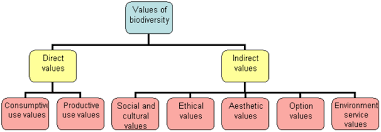 Values of
biodiversity
Direct
values
Indirect
values
Consumptive
use values
Productive
use values
Social and
cultural
values
Ethical
values
Aesthetic
values
Option
values
Environment
service
values